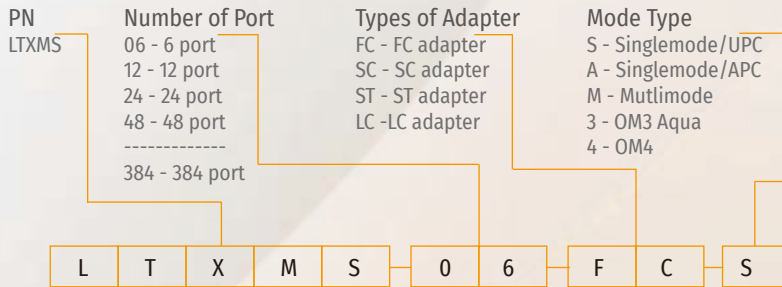 PN
LTXMS
Number of Port
06 - 6 port
12 - 12 port
24 - 24 port
48 - 48 port
-------------
384 - 384 port
Types of Adapter
FC - FC adapter
SC - SC adapter
ST - ST adapter
LC -LC adapter
Mode Type
S - Singlemode/UPC
A - Singlemode/APC
M - Mutlimode
3 - OM3 Aqua
4 - OM4
L T X M S - 0 6 - F C - S